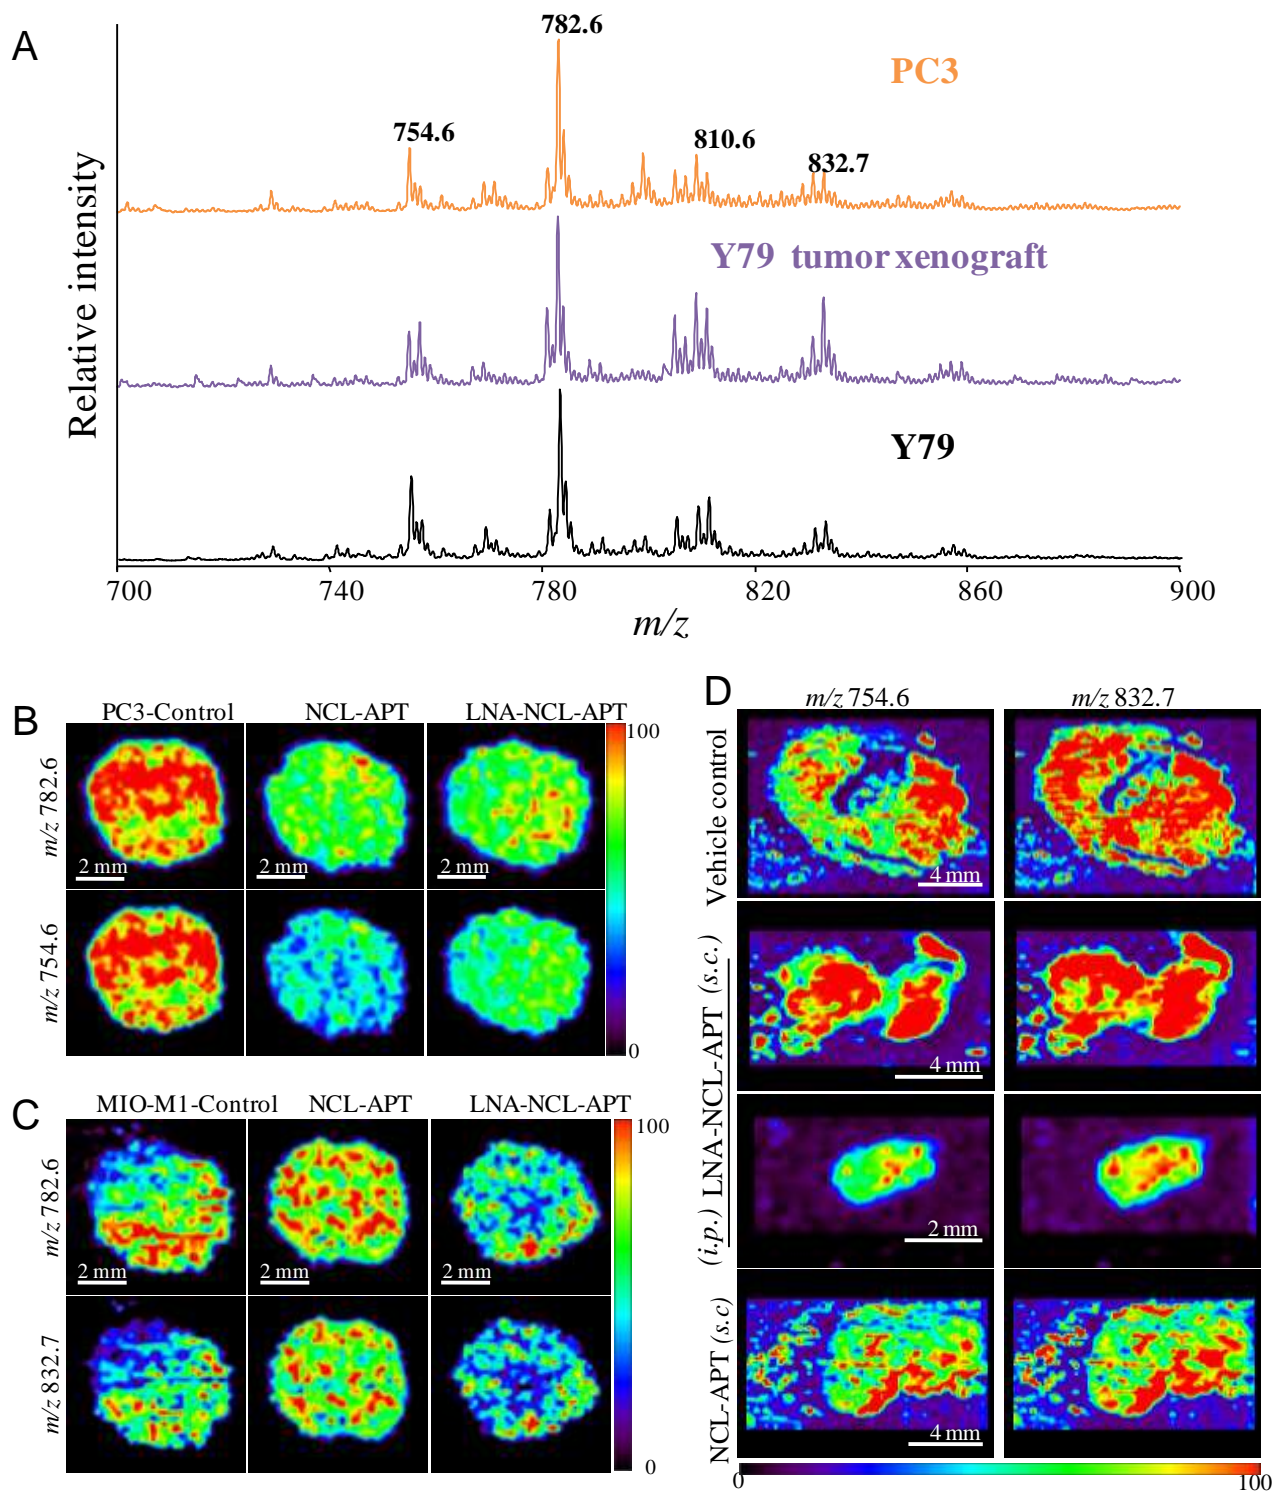 A
782.6
PC3
754.6
810.6
832.7
Y79 tumor xenograft
Y79
Relative intensity
700
740
780
820
860
900
m/z
B
PC3-Control
NCL-APT
LNA-NCL-APT
m/z 782.6
2 mm
2 mm
2 mm
100
m/z 754.6
0
C
MIO-M1-Control
NCL-APT
LNA-NCL-APT
m/z 782.6
2 mm
2 mm
2 mm
100
m/z 832.7
0
D
m/z 754.6
m/z 832.7
Vehicle control
4 mm
(i.p.) LNA-NCL-APT (s.c.)
4 mm
2 mm
NCL-APT (s.c)
4 mm
0
100